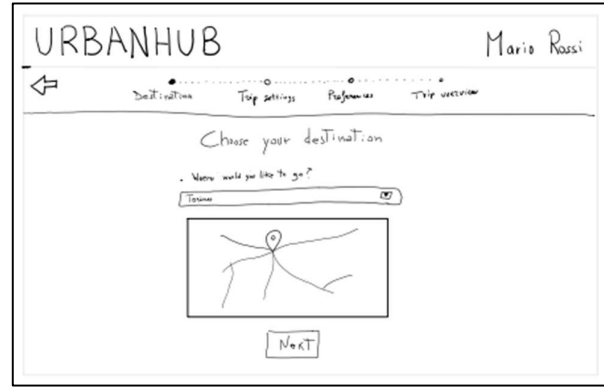 URBANHUB
Mario Rossi
Destination
Trip settings
Preferences
Trip overview
Choose your destination
. Where would you like to go?
Torino
NexT